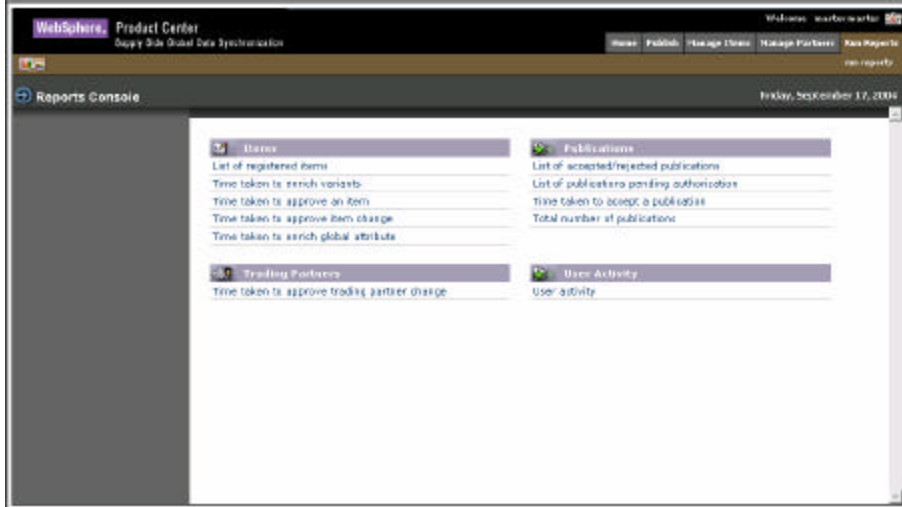 WebSphere. Product Center
Supply Side Global Data Synchronization
Welcome
Home Publish Manage Items Manage Partners Run Reports
run reports
Reports Console
Friday, September 17, 2004
Items
List of registered items
Time taken to enrich variants
Time taken to approve an item
Time taken to approve item change
Time taken to enrich global attribute
Publications
List of accepted/rejected publications
List of publications pending authorization
Time taken to accept a publication
Total number of publications
Trading Partners
Time taken to approve trading partner change
User Activity
User activity